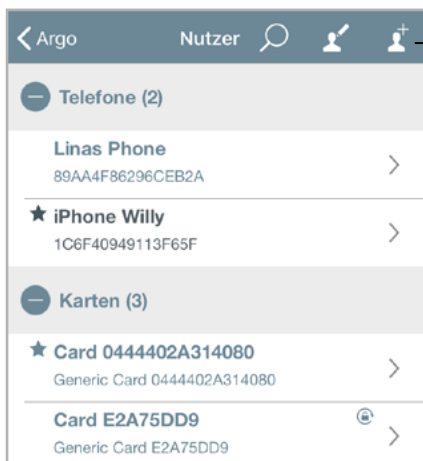 Argo Nutzer
Telefone (2)
Linas Phone
89AA4F86296CEB2A
iPhone Willy
1C6F40949113F65F
Karten (3)
Card 0444402A314080
Generic Card 0444402A314080
Card E2A75DD9
Generic Card E2A75DD9